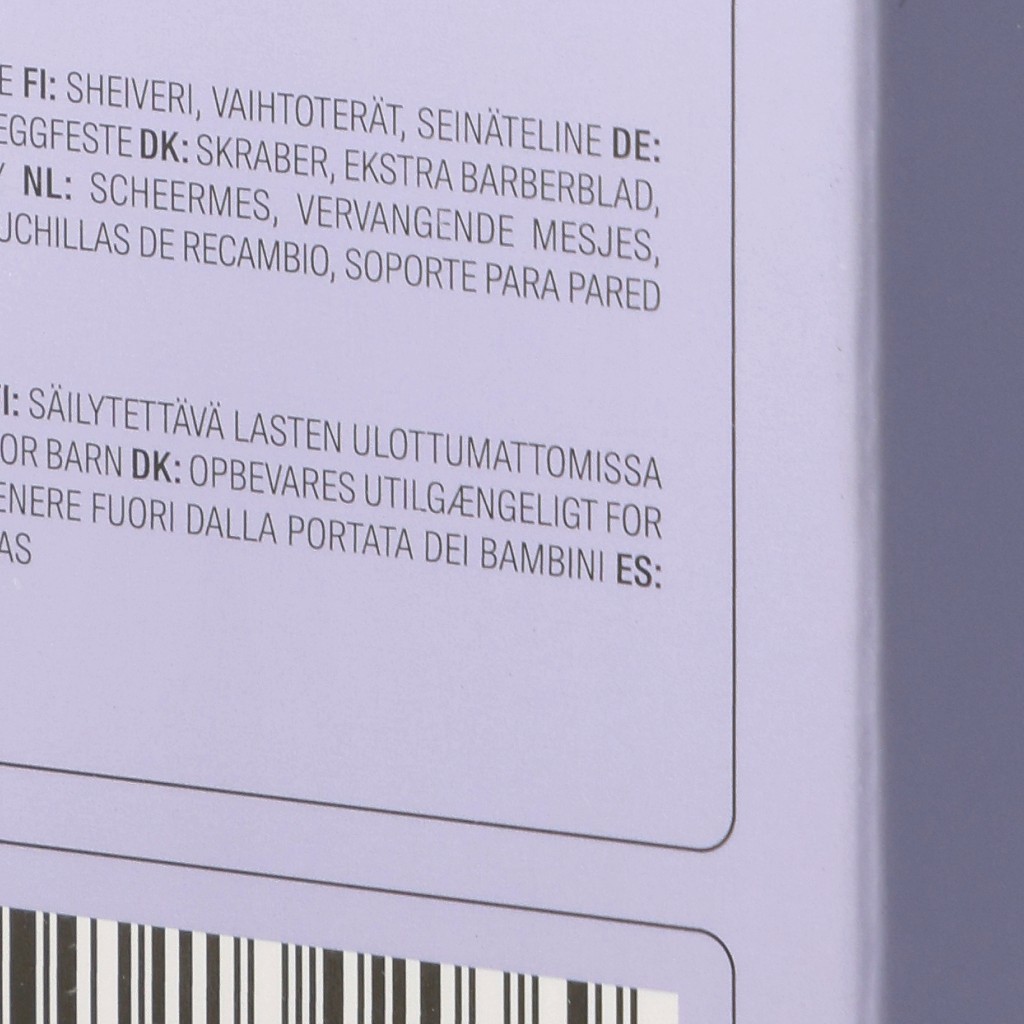 E FI: SHEIVERI, VAIHTOTERÄT, SEINÄTELINE DE:
EGGFESTE DK: SKRABER, EKSTRA BARBERBLAD,
NL: SCHEERMES, VERVANGENDE MESJES,
UCHILLAS DE RECAMBIO, SOPORTE PARA PARED
FI: SÄILYTETTÄVÄ LASTEN ULOTTUMATTOMISSA
OR BARN DK: OPBEVARES UTILGÆNGELIGT FOR
ENERE FUORI DALLA PORTATA DEI BAMBINI ES:
AS